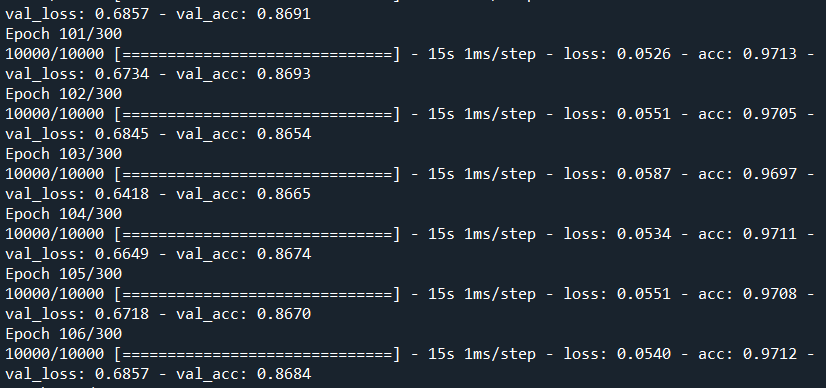 val_loss: 0.6857 - val_acc: 0.8691
Epoch 101/300
10000/10000 [==============================] - 15s 1ms/step - loss: 0.0526 - acc: 0.9713 -
val_loss: 0.6734 - val_acc: 0.8693
Epoch 102/300
10000/10000 [==============================] - 15s 1ms/step - loss: 0.0551 - acc: 0.9705 -
val_loss: 0.6845 - val_acc: 0.8654
Epoch 103/300
10000/10000 [==============================] - 15s 1ms/step - loss: 0.0587 - acc: 0.9697 -
val_loss: 0.6418 - val_acc: 0.8665
Epoch 104/300
10000/10000 [==============================] - 15s 1ms/step - loss: 0.0534 - acc: 0.9711 -
val_loss: 0.6649 - val_acc: 0.8674
Epoch 105/300
10000/10000 [==============================] - 15s 1ms/step - loss: 0.0551 - acc: 0.9708 -
val_loss: 0.6718 - val_acc: 0.8670
Epoch 106/300
10000/10000 [==============================] - 15s 1ms/step - loss: 0.0540 - acc: 0.9712 -
val_loss: 0.6857 - val_acc: 0.8684